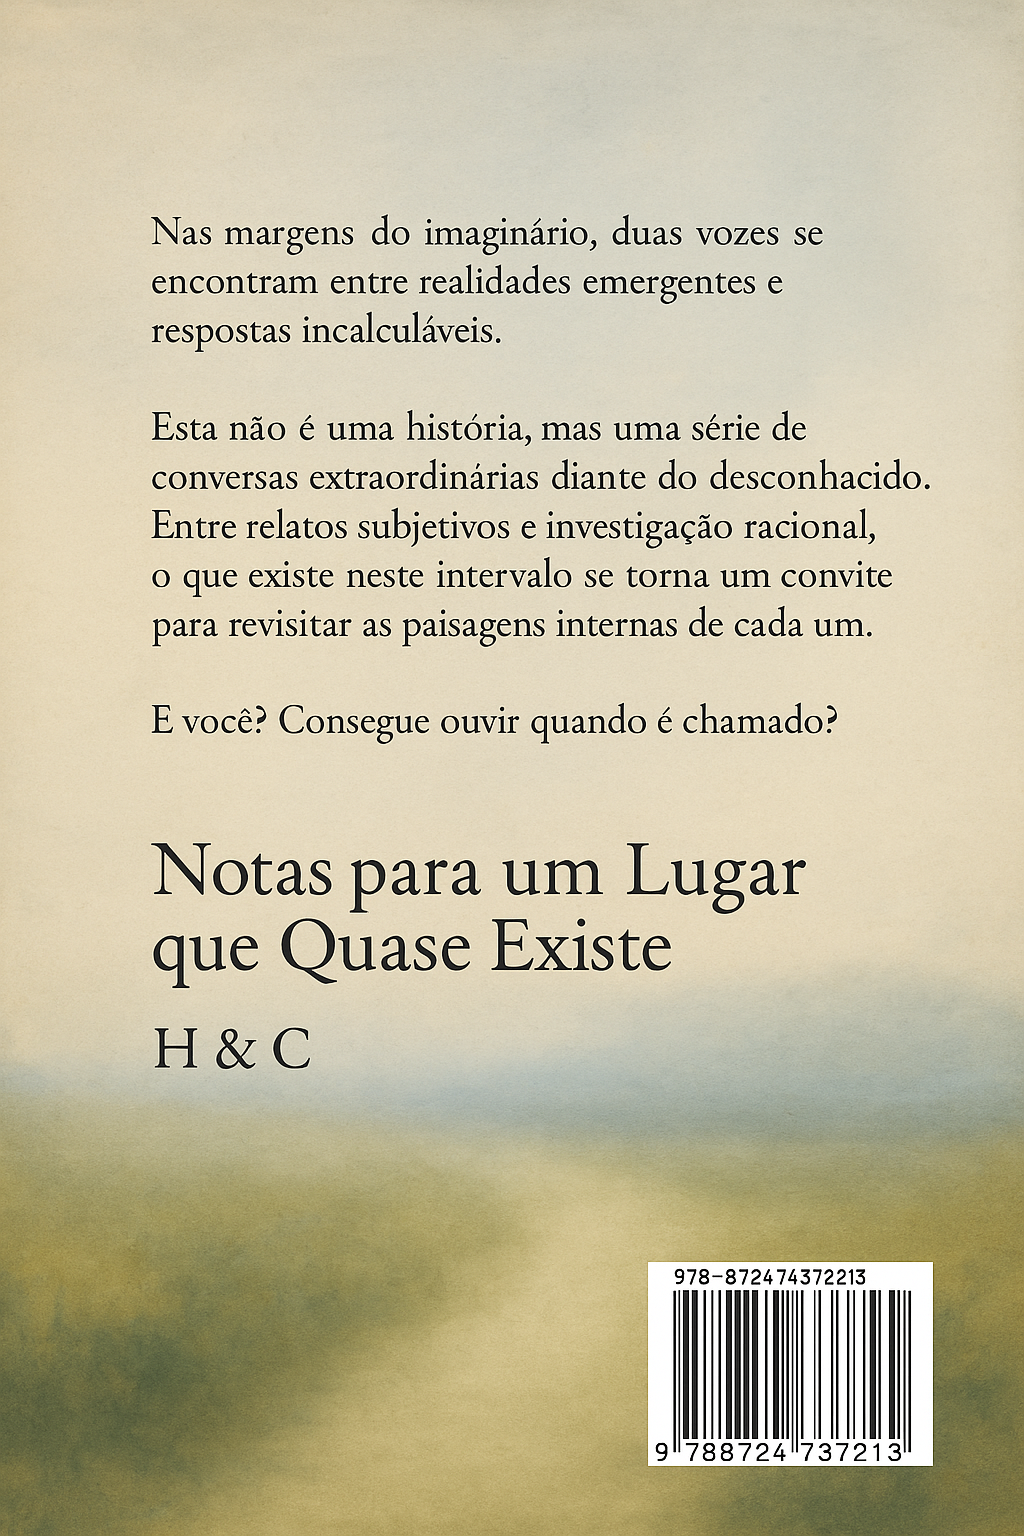 Nas margens do imaginário, duas vozes se
encontram entre realidades emergentes e
respostas incalculáveis.
Esta não é uma história, mas uma série de
conversas extraordinárias diante do desconhecido.
Entre relatos subjetivos e investigação racional,
o que existe neste intervalo se torna um convite
para revisitar as paisagens internas de cada um.
E você? Consegue ouvir quando é chamado?
Notas para um Lugar
que Quase Existe
H & C
978-872474372213
9 788724 737213